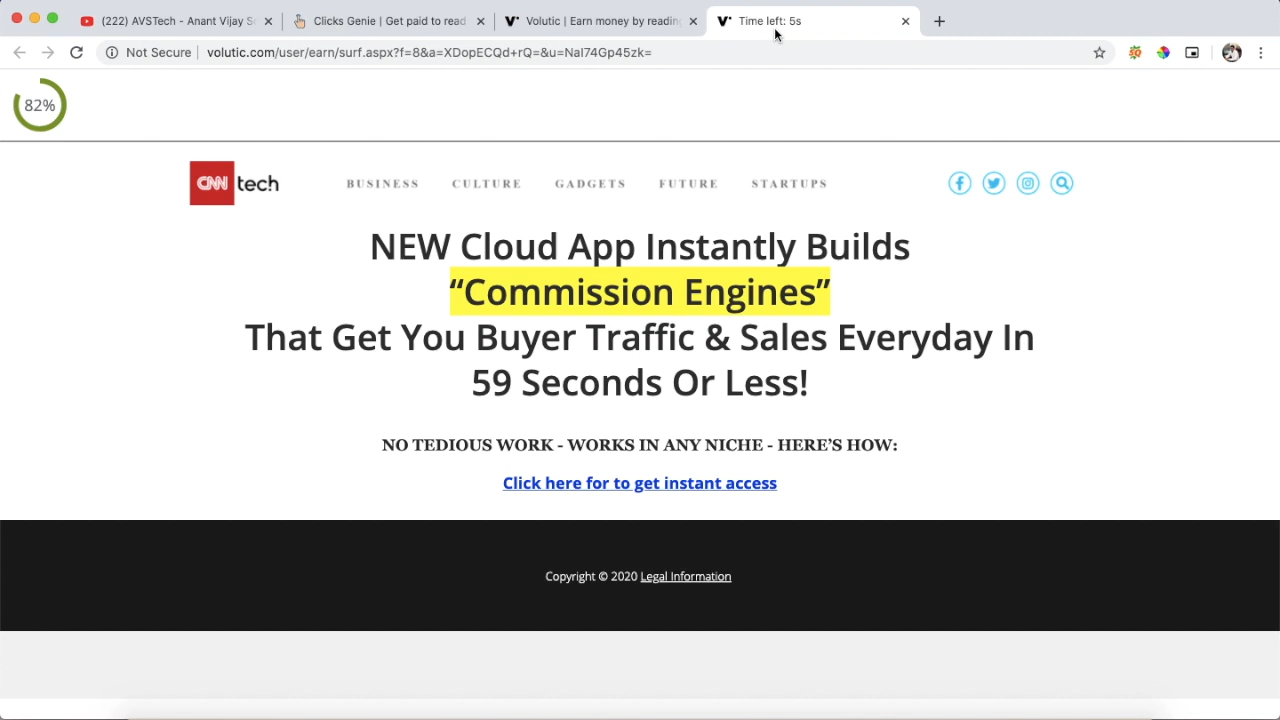 (222) AVSTech - Anant Vijay S
Clicks Genie | Get paid to read
Volutic | Earn money by reading
Time left: 5s
Not Secure
volutic.com/user/earn/surf.aspx?f=8&a=XDopECQd+rQ=&u=Nal74Gp45zk=
82%
CNN tech
BUSINESS CULTURE GADGETS FUTURE STARTUPS
NEW Cloud App Instantly Builds
“Commission Engines”
That Get You Buyer Traffic & Sales Everyday In
59 Seconds Or Less!
NO TEDIOUS WORK - WORKS IN ANY NICHE - HERE’S HOW:
Click here for to get instant access
Copyright © 2020 Legal Information